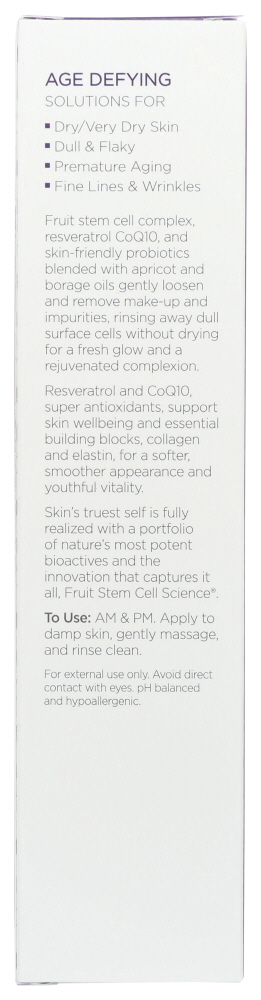 AGE DEFYING
SOLUTIONS FOR
▪ Dry/Very Dry Skin
▪ Dull & Flaky
▪ Premature Aging
▪ Fine Lines & Wrinkles
Fruit stem cell complex,
resveratrol CoQ10, and
skin-friendly probiotics
blended with apricot and
borage oils gently loosen
and remove make-up and
impurities, rinsing away dull
surface cells without drying
for a fresh glow and a
rejuvenated complexion.
Resveratrol and CoQ10,
super antioxidants, support
skin wellbeing and essential
building blocks, collagen
and elastin, for a softer,
smoother appearance and
youthful vitality.
Skin's truest self is fully
realized with a portfolio
of nature's most potent
bioactives and the
innovation that captures it
all, Fruit Stem Cell Science®.
To Use: AM & PM. Apply to
damp skin, gently massage,
and rinse clean.
For external use only. Avoid direct
contact with eyes. pH balanced
and hypoallergenic.